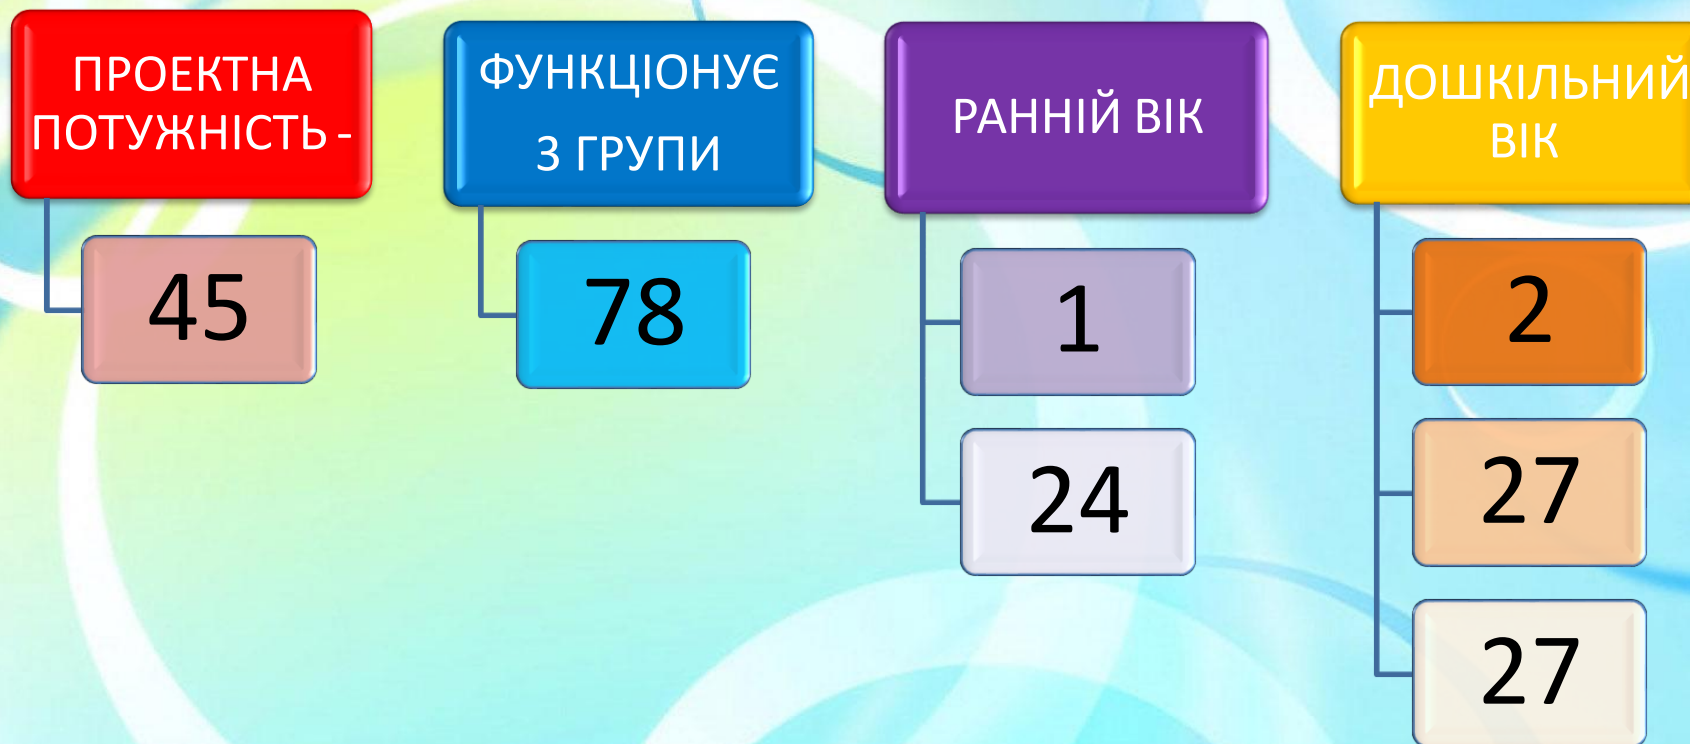 ПРОЕКТНА
ПОТУЖНІСТЬ -
45
ФУНКЦІОНУЄ
3 ГРУПИ
78
РАННІЙ ВІК
1
24
ДОШКІЛЬНИЙ
ВІК
2
27
27